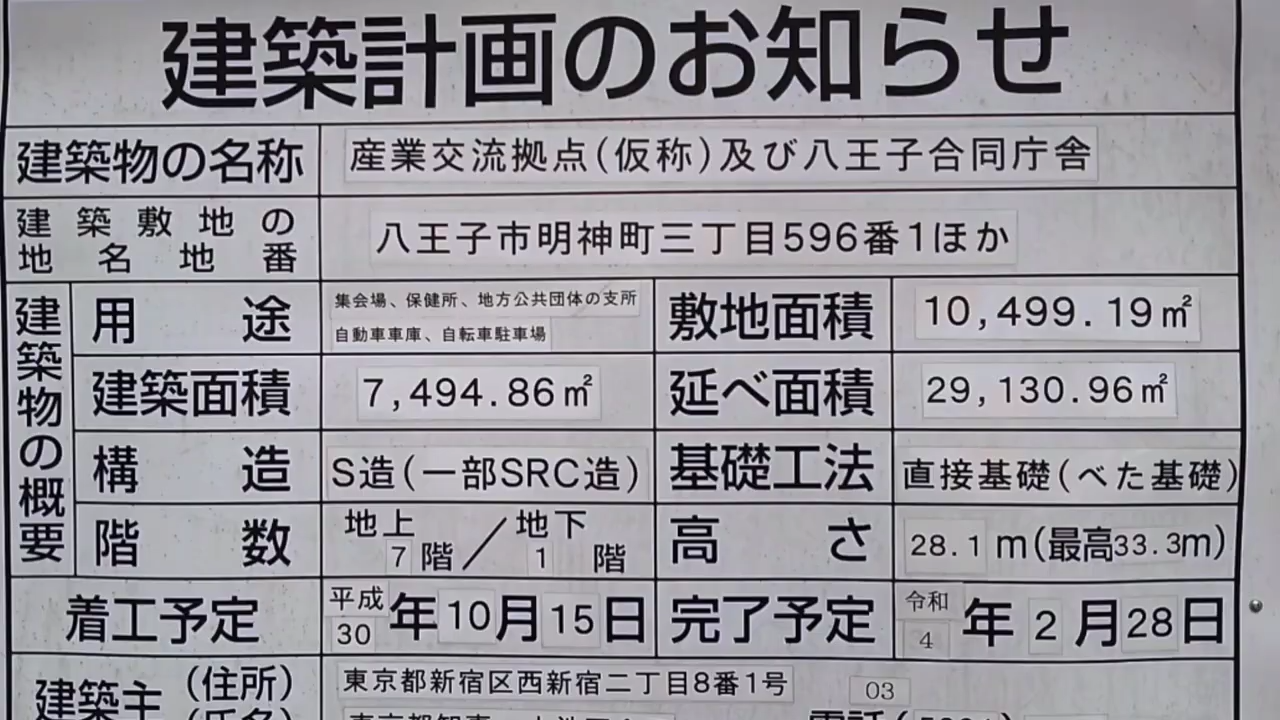 建築計画のお知らせ
建築物の名称 産業交流拠点(仮称)及び八王子合同庁舎
建築敷地の地名地番 八王子市明神町三丁目596番1ほか
建築物の概要
用途 集会場、保健所、地方公共団体の支所
自動車車庫、自転車駐車場
敷地面積 10,499.19㎡
建築面積 7,494.86㎡ 延べ面積 29,130.96㎡
構造 S造(一部SRC造) 基礎工法 直接基礎(べた基礎)
階数 地上7階/地下1階 高さ 28.1m(最高33.3m)
着工予定 平成30年10月15日 完了予定 令和4年2月28日
建築主(住所) 東京都新宿区西新宿二丁目8番1号
03